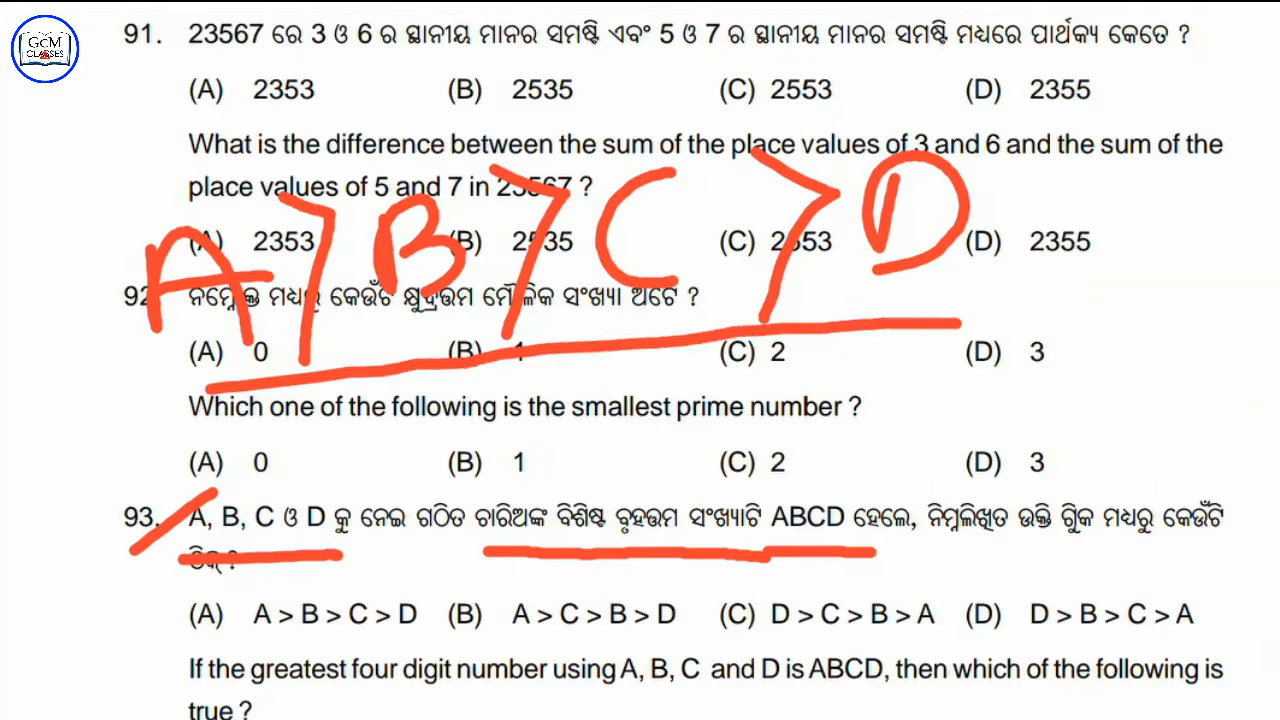 GCM
CLASSES
91. 23567 ରେ 3 ଓ 6 ର ସ୍ଥାନୀୟ ମାନର ସମଷ୍ଟି ଏବଂ 5 ଓ 7 ର ସ୍ଥାନୀୟ ମାନର ସମଷ୍ଟି ମଧ୍ୟରେ ପାର୍ଥକ୍ୟ କେତେ ?
(A) 2353 (B) 2535 (C) 2553 (D) 2355
What is the difference between the sum of the place values of 3 and 6 and the sum of the
place values of 5 and 7 in 23567 ?
A > B > C > D
(A) 2353 (B) 2535 (C) 2553 (D) 2355
92. ନିମ୍ନୋକ୍ତ ମଧ୍ୟରୁ କେଉଁଟି କ୍ଷୁଦ୍ରତମ ମୌଳିକ ସଂଖ୍ୟା ଅଟେ ?
(A) 0 (B) 1 (C) 2 (D) 3
Which one of the following is the smallest prime number ?
(A) 0 (B) 1 (C) 2 (D) 3
93. A, B, C ଓ D କୁ ନେଇ ଗଠିତ ଚାରିଅଙ୍କ ବିଶିଷ୍ଟ ବୃହତ୍ତମ ସଂଖ୍ୟାଟି ABCD ହେଲେ, ନିମ୍ନଲିଖିତ ଉକ୍ତି ଗୁଡ଼ିକ ମଧ୍ୟରୁ କେଉଁଟି
ଠିକ୍ ?
(A) A > B > C > D (B) A > C > B > D (C) D > C > B > A (D) D > B > C > A
If the greatest four digit number using A, B, C and D is ABCD, then which of the following is
true ?